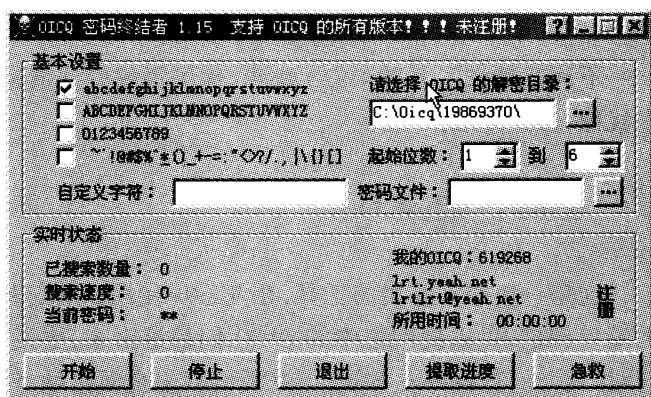 OICQ 密码终结者 1.15 支持 OICQ 的所有版本!!!未注册!
基本设置
abcdefghijklmnopqrstuvwxyz
ABCDEFGHIJKLMNOPQRSTUVWXYZ
0123456789
~`!@#$%^±()_+-=:"<>?/.,|\{}[]
自定义字符:
请选择 OICQ 的解密目录:
C:\Oicq\19869370\
...
起始位数: 1 到 6
密码文件:
...
实时状态
已搜索数量: 0
搜索速度: 0
当前密码: **
我的OICQ:619268
lrt.yeah.net
lrtlrt@yeah.net
所用时间: 00:00:00
注册
开始 停止 退出 提取进度 急救